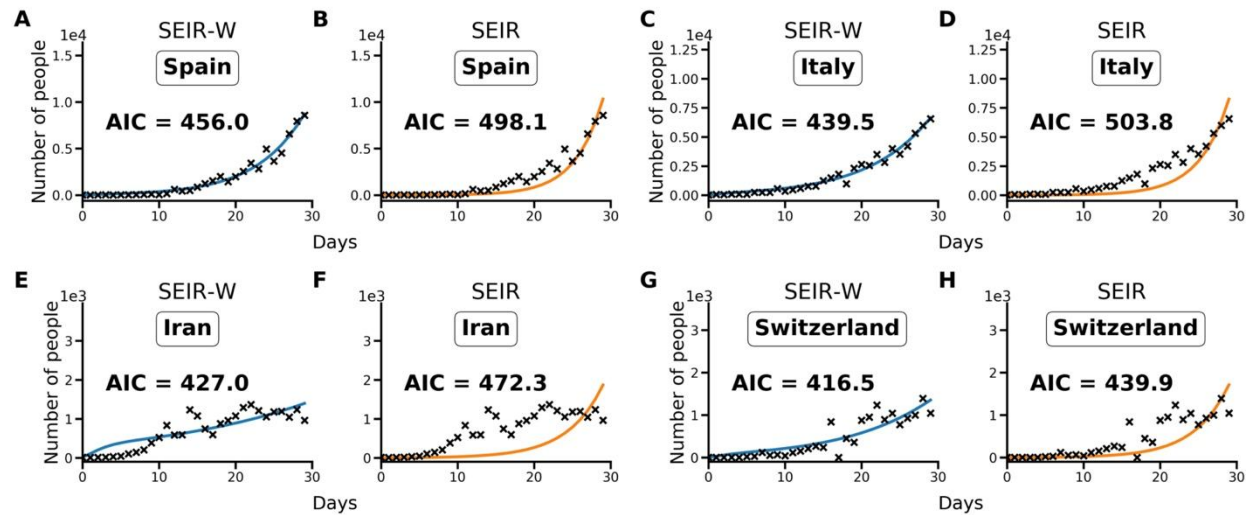 A SEIR-W
1e4
Spain
AIC = 456.0
Number of people
1.5
1.0
0.5
0.0
0 10 20 30
B SEIR
1e4
Spain
AIC = 498.1
1.5
1.0
0.5
0.0
0 10 20 30
Days
C SEIR-W
1e4
Italy
AIC = 439.5
Number of people
1.25
1.00
0.75
0.50
0.25
0.00
0 10 20 30
D SEIR
1e4
Italy
AIC = 503.8
1.25
1.00
0.75
0.50
0.25
0.00
0 10 20 30
Days
E SEIR-W
1e3
Iran
AIC = 427.0
Number of people
3
2
1
0
0 10 20 30
F SEIR
1e3
Iran
AIC = 472.3
3
2
1
0
0 10 20 30
Days
G SEIR-W
1e3
Switzerland
AIC = 416.5
Number of people
3
2
1
0
0 10 20 30
H SEIR
1e3
Switzerland
AIC = 439.9
3
2
1
0
0 10 20 30
Days